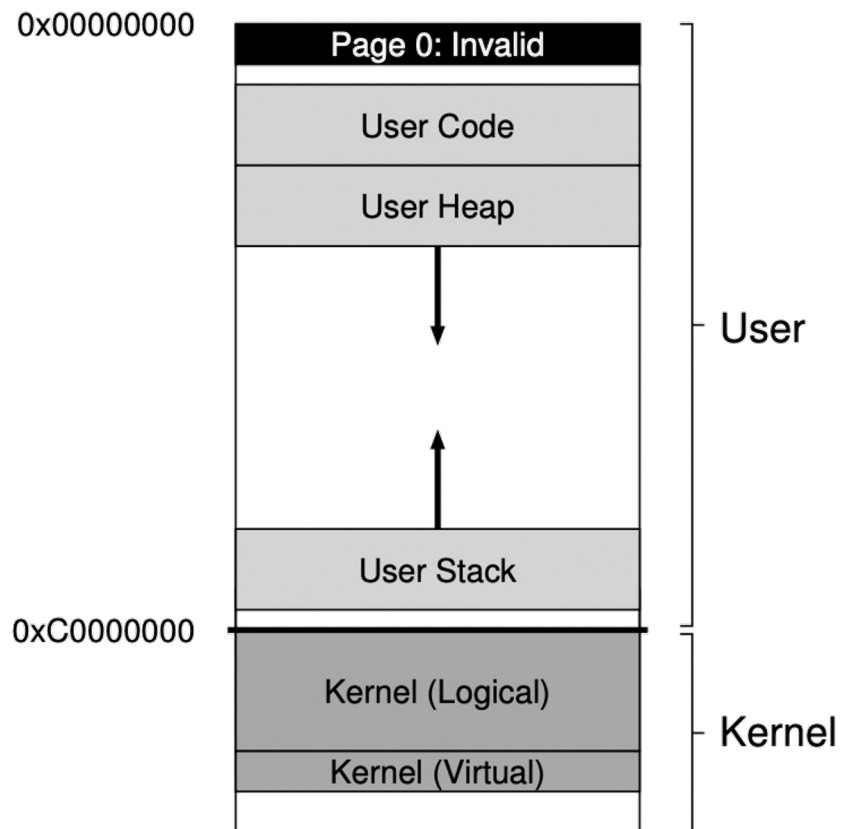 0x00000000
Page 0: Invalid
User Code
User Heap
User
User Stack
0xC0000000
Kernel (Logical)
Kernel
Kernel (Virtual)